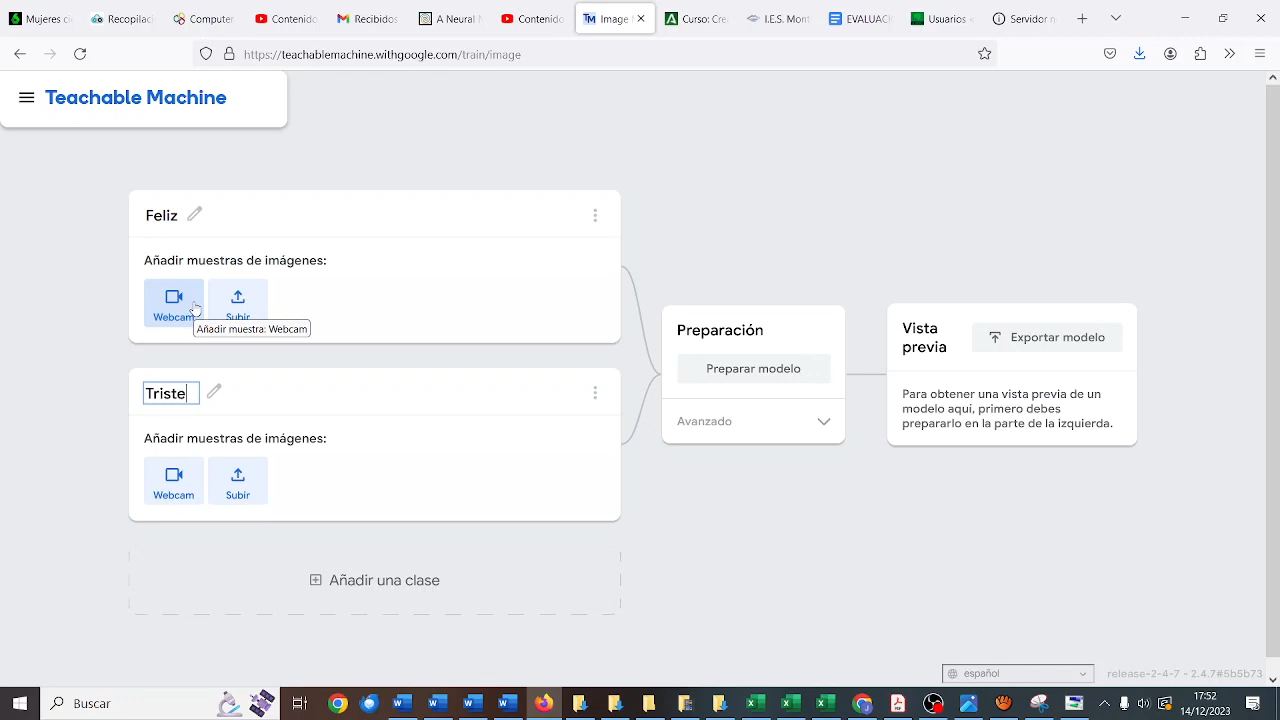 Mujeres
Recibic
Compar
Contenido
Recibidos
A Neural N
Contenido
Image
Curso: Cre
I.E.S. Mont
EVALUACI
Usuarios
Servidor n
https://teachablemachine.withgoogle.com/train/image
Teachable Machine
Feliz
Añadir muestras de imágenes:
Webcam
Subir
Añadir muestra: Webcam
Triste
Añadir muestras de imágenes:
Webcam
Subir
Añadir una clase
Preparación
Preparar modelo
Avanzado
Vista
previa
Exportar modelo
Para obtener una vista previa de un
modelo aquí, primero debes
prepararlo en la parte de la izquierda.
español
release-2-4-7 - 2.4.7#5b5b73
Buscar
17:52
14/12/2023